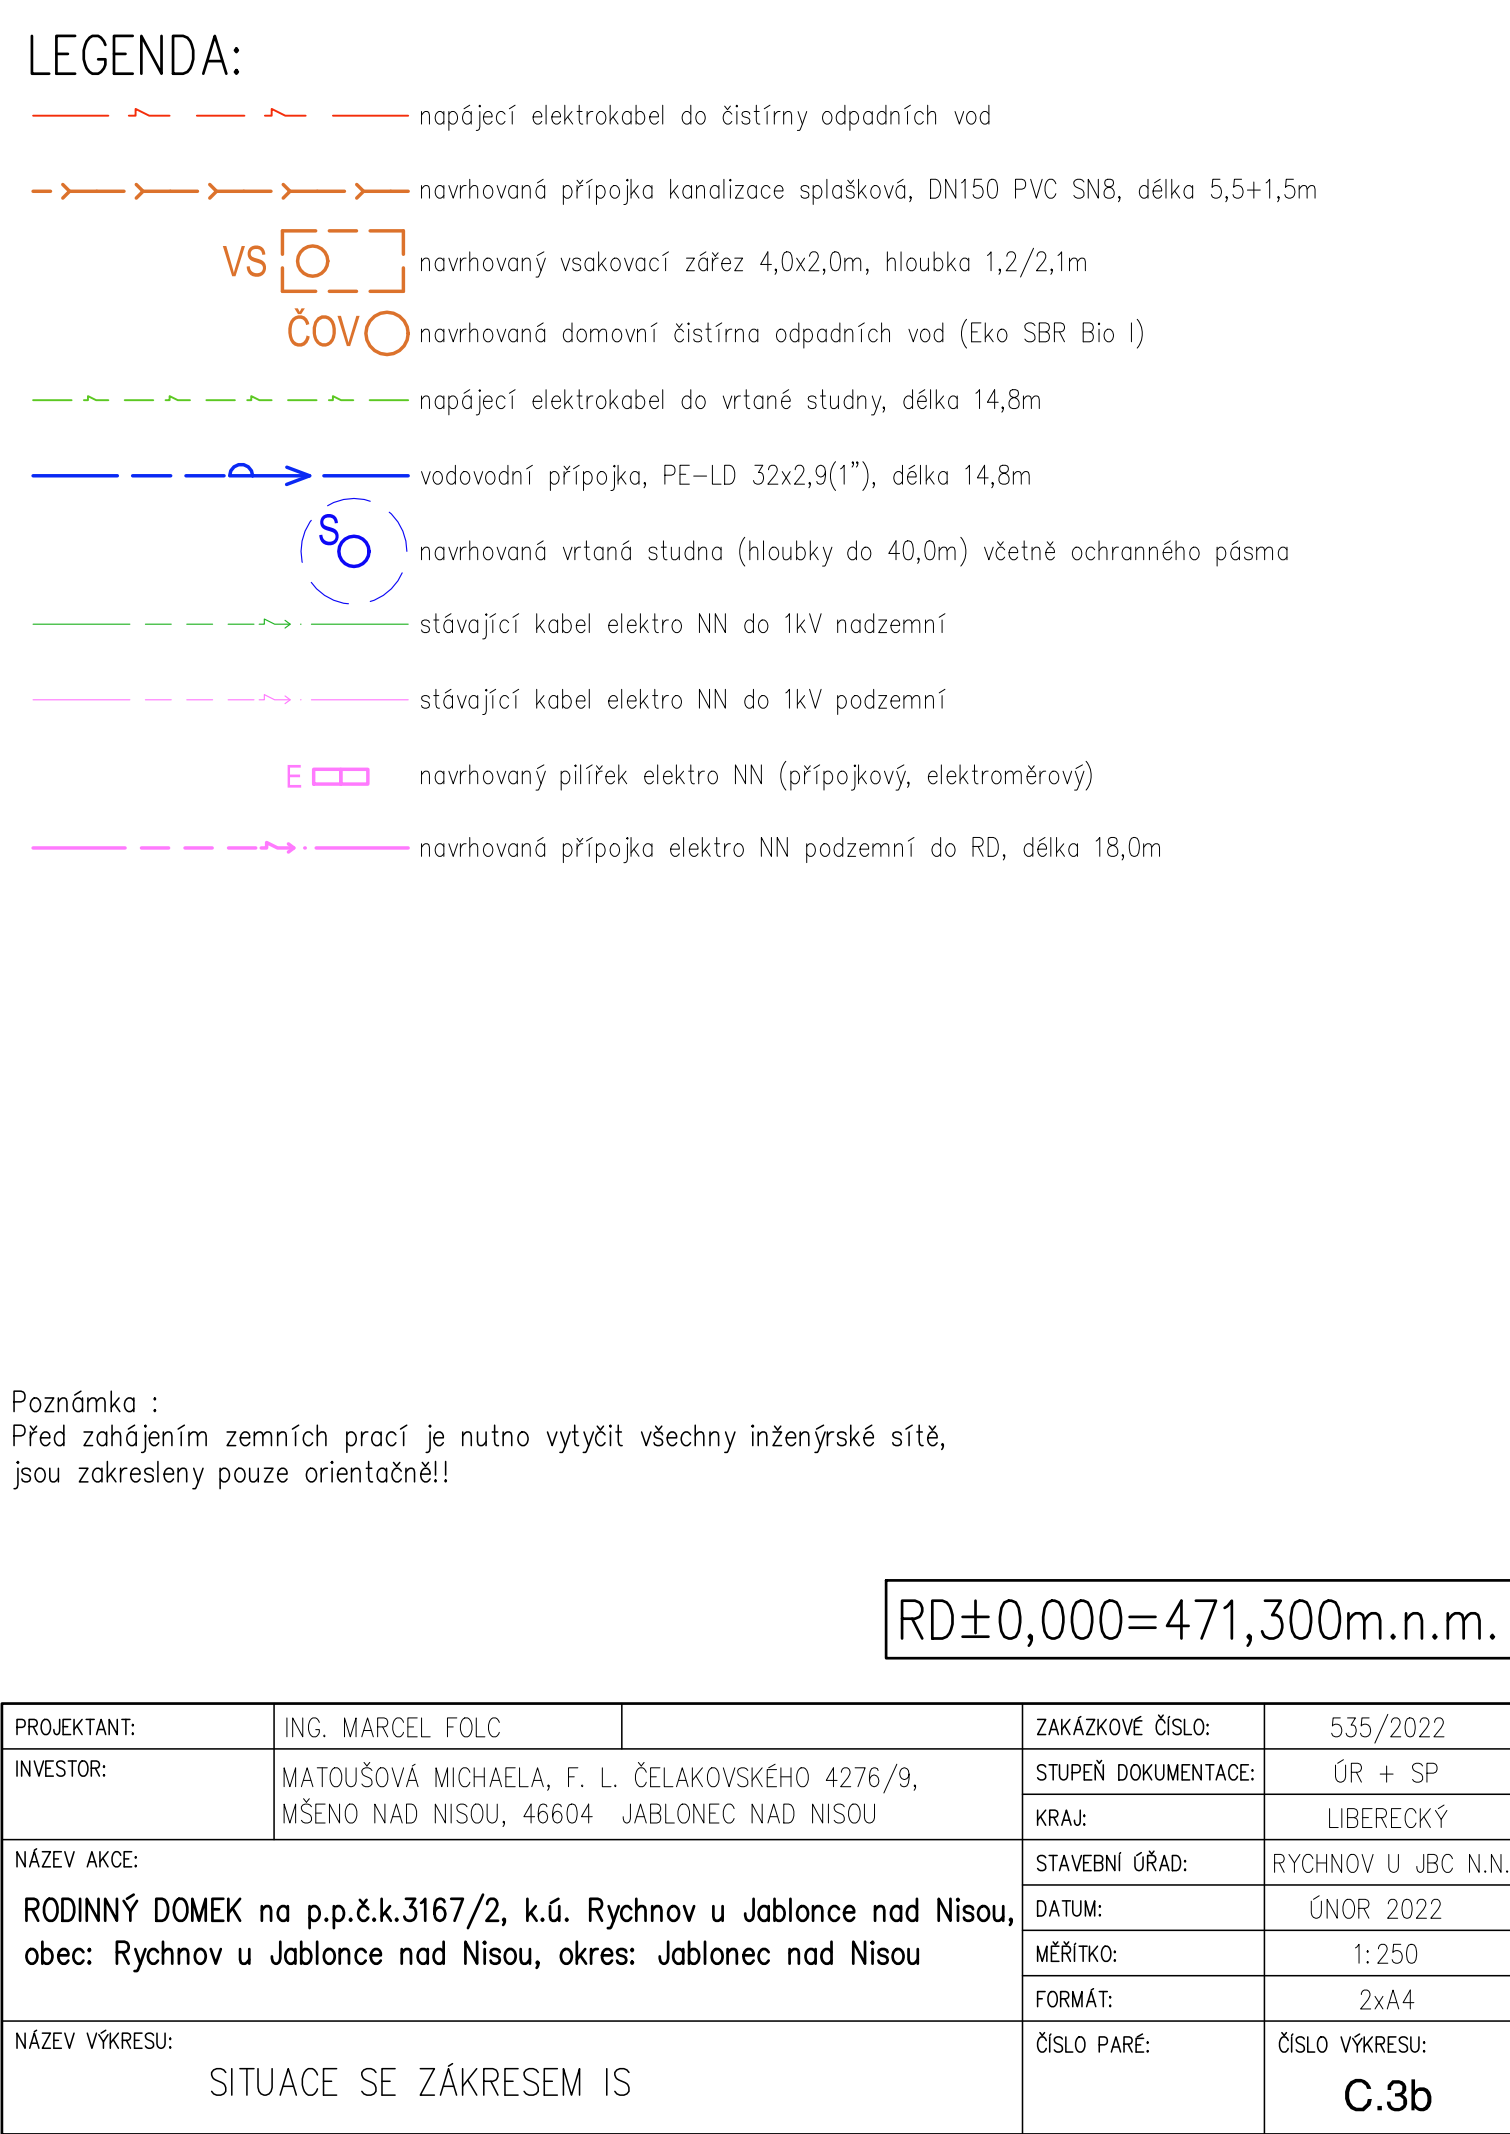 LEGENDA:
napájecí elektrokabel do čistírny odpadních vod
navrhovaná přípojka kanalizace splašková, DN150 PVC SN8, délka 5,5+1,5m
VS
navrhovaný vsakovací zářez 4,0x2,0m, hloubka 1,2/2,1m
ČOV
navrhovaná domovní čistírna odpadních vod (Eko SBR Bio I)
napájecí elektrokabel do vrtané studny, délka 14,8m
vodovodní přípojka, PE-LD 32x2,9(1"), délka 14,8m
S
navrhovaná vrtaná studna (hloubky do 40,0m) včetně ochranného pásma
stávající kabel elektro NN do 1kV nadzemní
stávající kabel elektro NN do 1kV podzemní
E
navrhovaný pilířek elektro NN (přípojkový, elektroměrový)
navrhovaná přípojka elektro NN podzemní do RD, délka 18,0m
Poznámka :
Před zahájením zemních prací je nutno vytyčit všechny inženýrské sítě,
jsou zakresleny pouze orientačně!!
RD±0,000=471,300m.n.m.
PROJEKTANT:
ING. MARCEL FOLC
INVESTOR:
MATOUŠOVÁ MICHAELA, F. L. ČELAKOVSKÉHO 4276/9,
MŠENO NAD NISOU, 46604 JABLONEC NAD NISOU
NÁZEV AKCE:
RODINNÝ DOMEK na p.p.č.k.3167/2, k.ú. Rychnov u Jablonce nad Nisou,
obec: Rychnov u Jablonce nad Nisou, okres: Jablonec nad Nisou
NÁZEV VÝKRESU:
SITUACE SE ZÁKRESEM IS
ZAKÁZKOVÉ ČÍSLO:
535/2022
STUPEŇ DOKUMENTACE:
ÚR + SP
KRAJ:
LIBERECKÝ
STAVEBNÍ ÚŘAD:
RYCHNOV U JBC N.N.
DATUM:
ÚNOR 2022
MĚŘÍTKO:
1:250
FORMÁT:
2xA4
ČÍSLO PARÉ:
ČÍSLO VÝKRESU:
C.3b